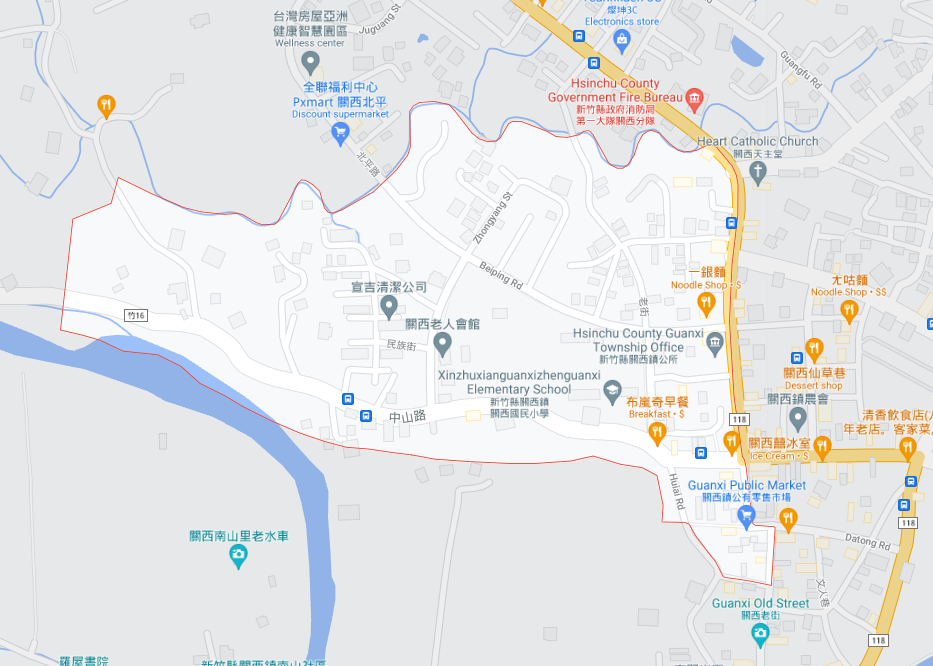 台灣房屋亞洲
健康智慧園區
Wellness center
Juguang St
燦坤3C
Electronics store
Guangfu Rd
全聯福利中心
Pxmart 關西北平
Discount supermarket
Hsinchu County
Government Fire Bureau
新竹縣政府消防局
第一大隊關西分隊
Heart Catholic Church
關西天主堂
北平路
Zhongyang St
Beiping Rd
一銀麵
Noodle Shop · $
尤咕麵
Noodle Shop · $$
宣吉清潔公司
竹16
老街
關西老人會館
民族街
Hsinchu County Guanxi
Township Office
新竹縣關西鎮公所
關西仙草巷
Dessert shop
Xinzhuxianguanxizhenguanxi
Elementary School
新竹縣關西鎮
關西國民小學
布嵐奇早餐
Breakfast · $
關西鎮農會
中山路
118
清香飲食店(
年老店。客家菜,
關西囍冰室
Ice Cream · $
Huiai Rd
Guanxi Public Market
關西鎮公有零售市場
118
Datong Rd
關西南山里老水車
文人巷
Guanxi Old Street
關西老街
118
羅屋書院
新竹縣關西鎮南山社區